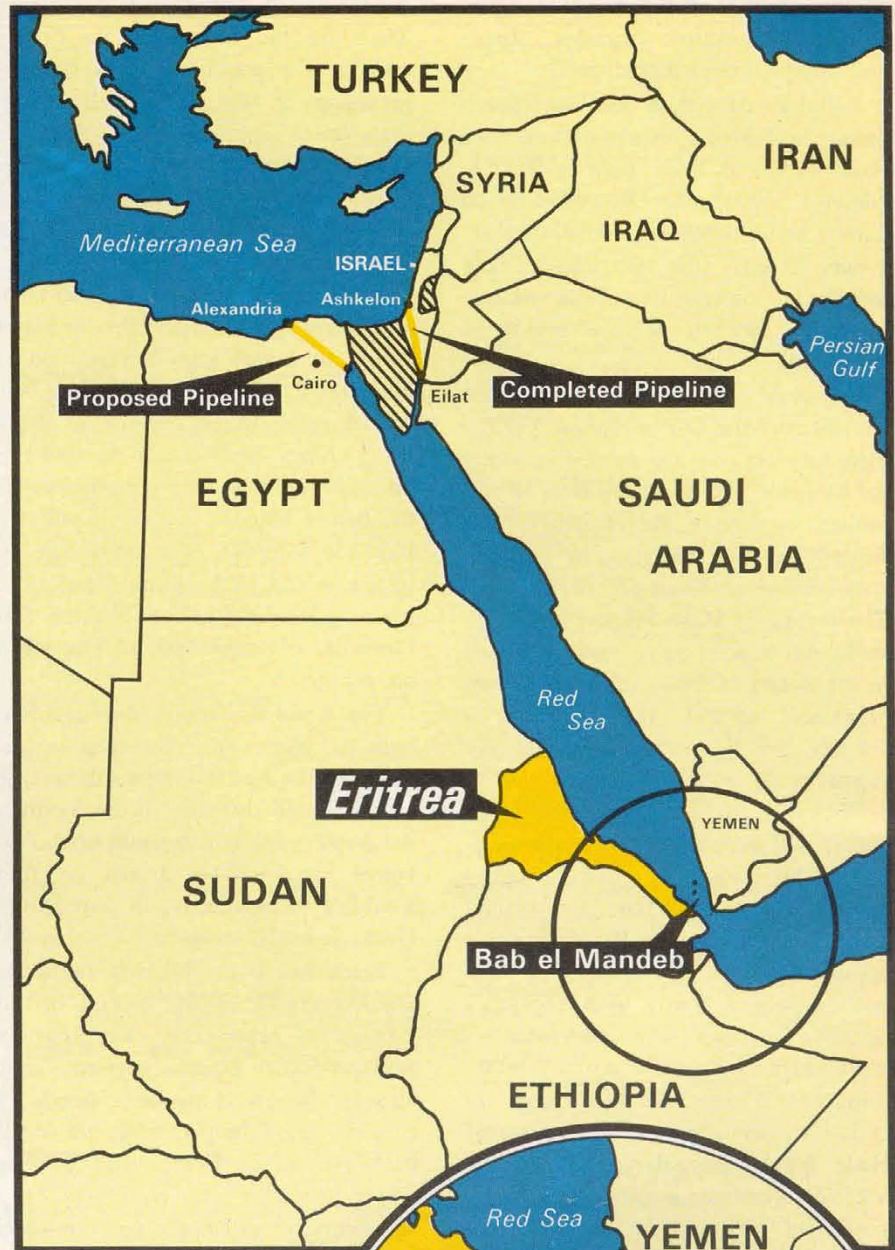 TURKEY
IRAN
SYRIA
IRAQ
Mediterranean Sea
ISRAEL
Ashkelon
Alexandria
Persian
Gulf
Cairo
Eilat
Proposed Pipeline
Completed Pipeline
EGYPT
SAUDI
ARABIA
Red
Sea
Eritrea
YEMEN
SUDAN
Bab el Mandeb
ETHIOPIA
Red Sea
YEMEN